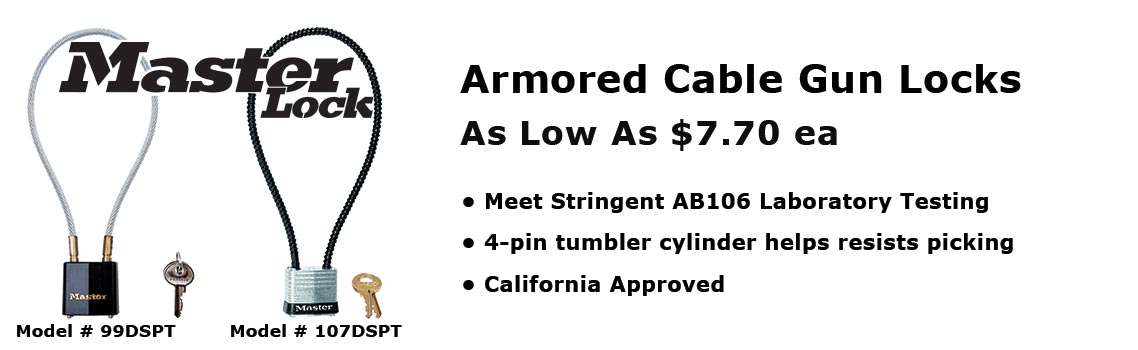 Master
Lock
Armored Cable Gun Locks
As Low As $7.70 ea
• Meet Stringent AB106 Laboratory Testing
• 4-pin tumbler cylinder helps resists picking
• California Approved
Master
Master
Model # 99DSPT
Model # 107DSPT